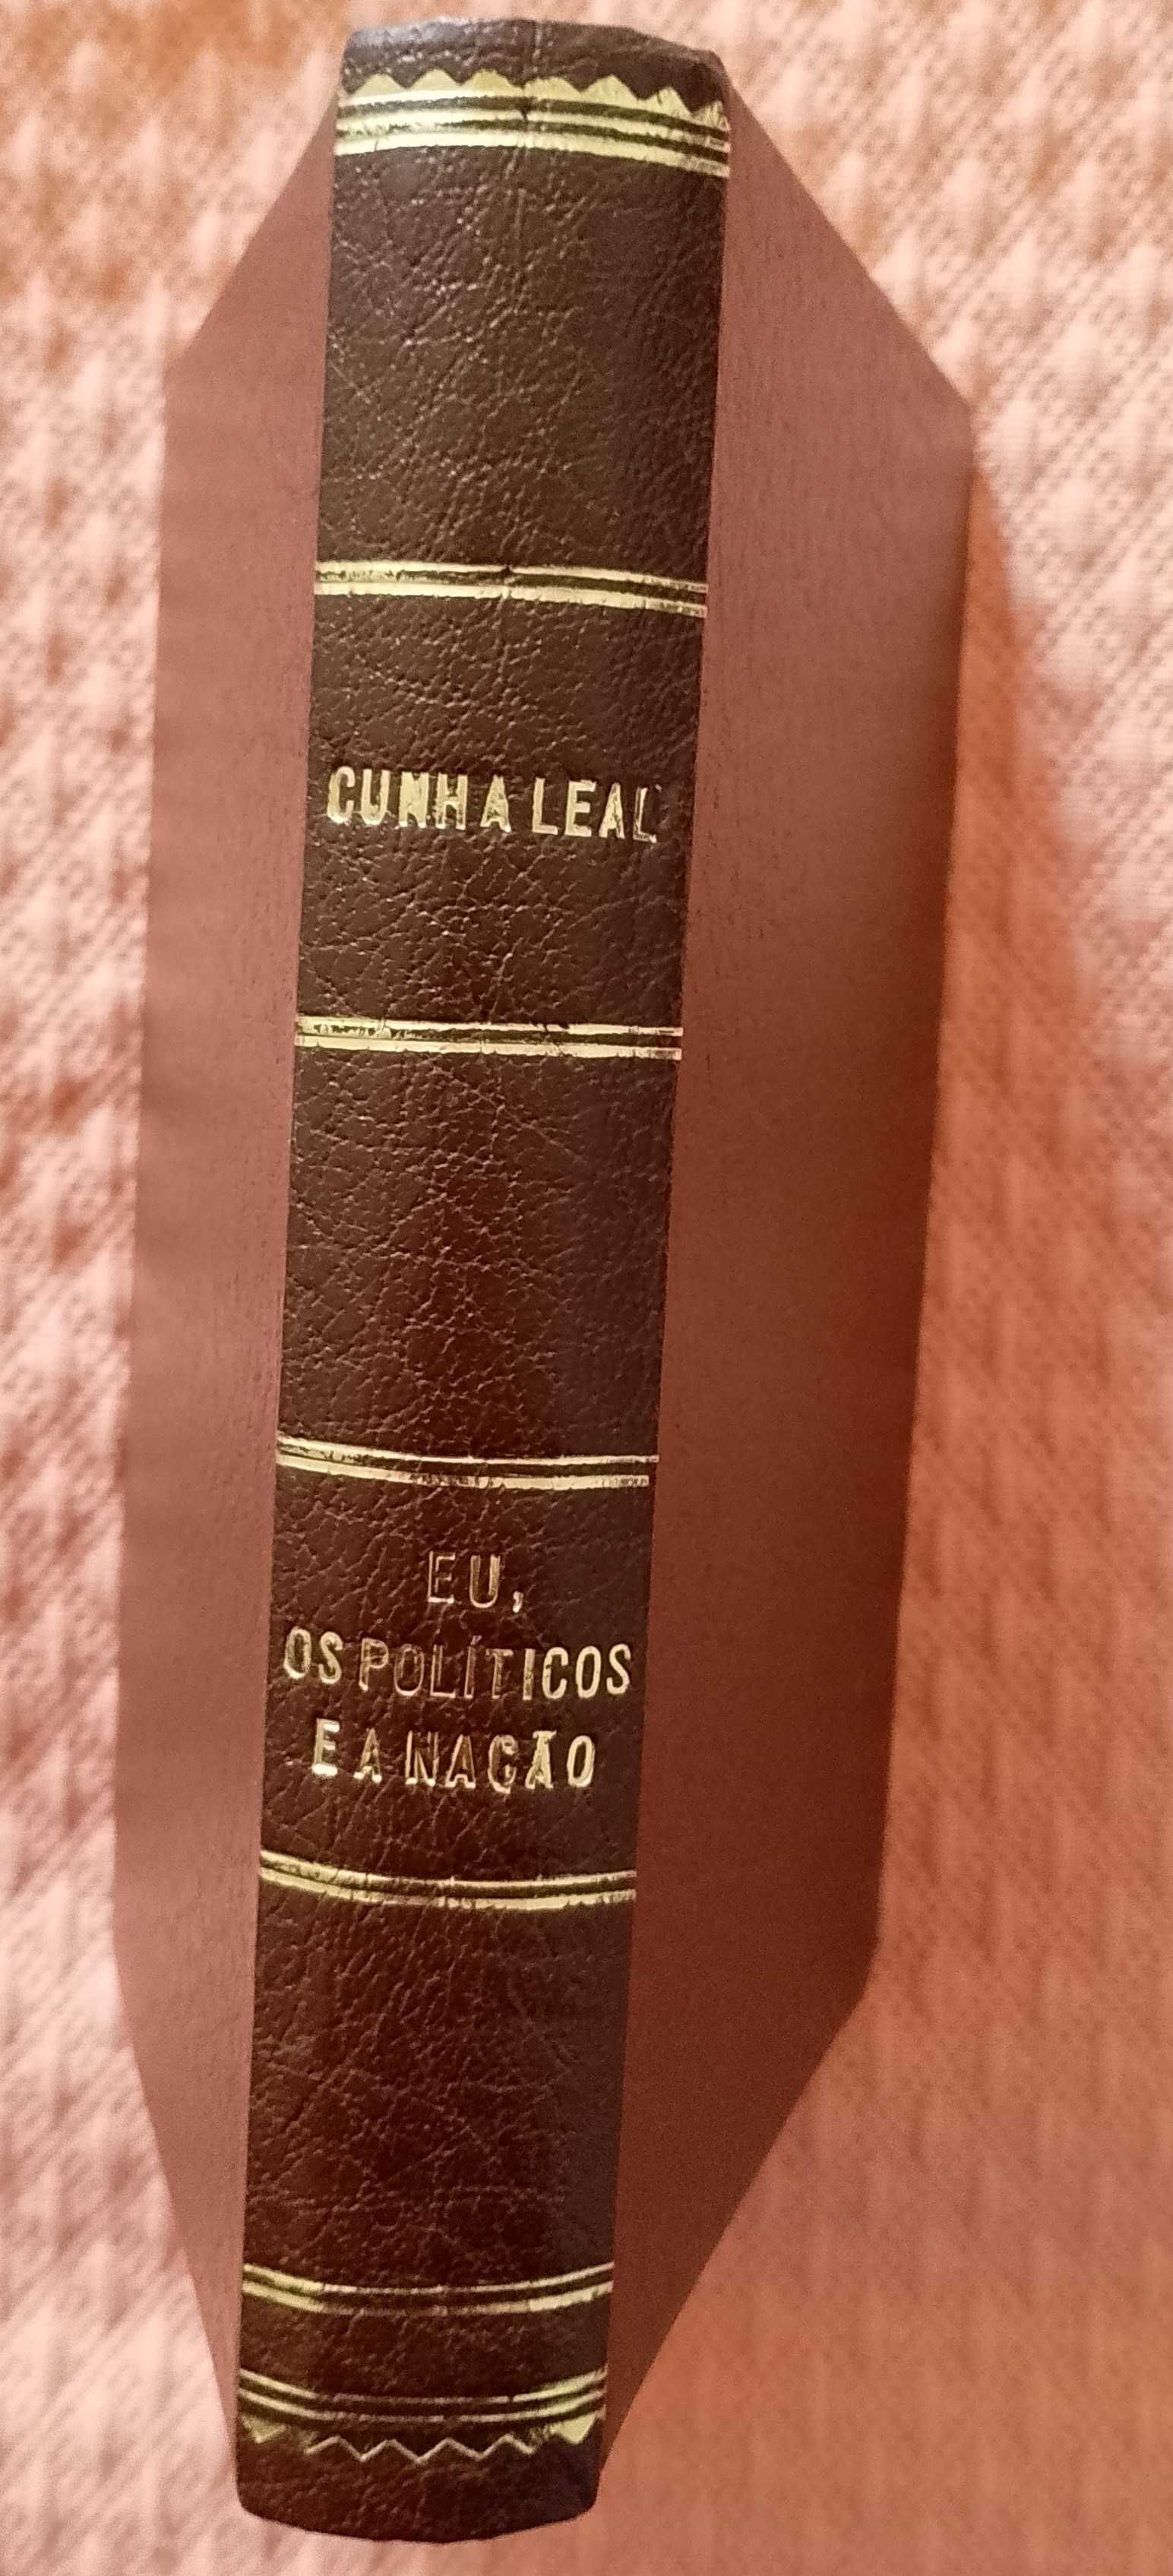 CUNHA LEAL
EU,
OS POLÍTICOS
E A NAÇÃO